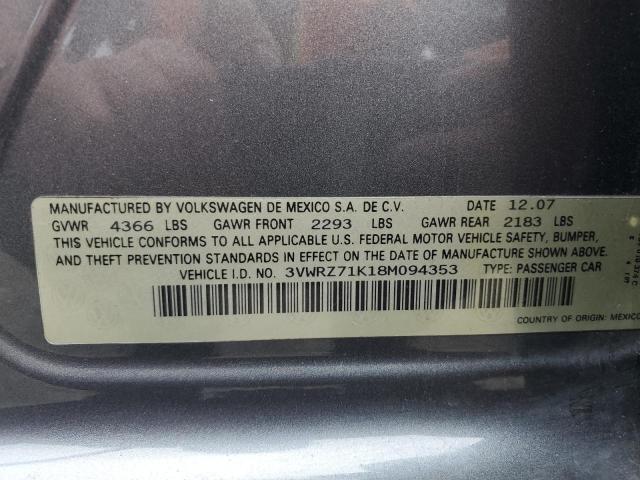 MANUFACTURED BY VOLKSWAGEN DE MEXICO S.A. DE C.V. DATE 12.07
GVWR 4366 LBS GAWR FRONT 2293 LBS GAWR REAR 2183 LBS
THIS VEHICLE CONFORMS TO ALL APPLICABLE U.S. FEDERAL MOTOR VEHICLE SAFETY, BUMPER,
AND THEFT PREVENTION STANDARDS IN EFFECT ON THE DATE OF MANUFACTURE SHOWN ABOVE.
VEHICLE I.D. NO. 3VWRZ71K18M094353 TYPE: PASSENGER CAR
COUNTRY OF ORIGIN: MEXICO